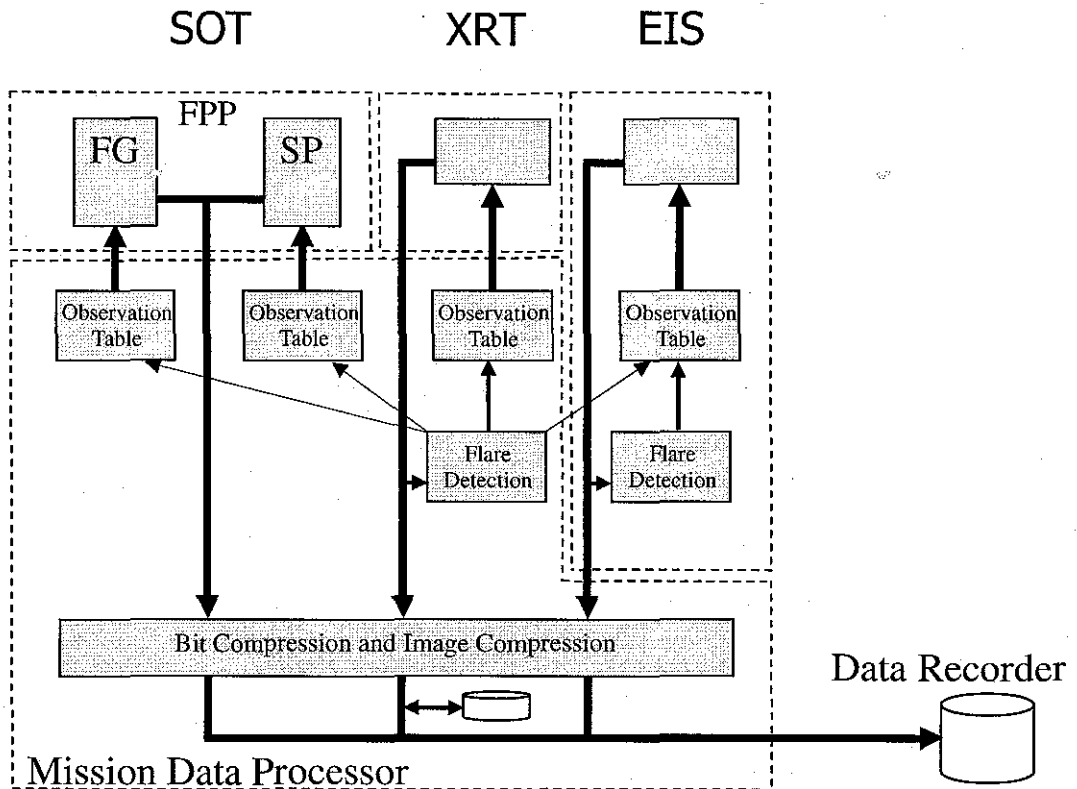 SOT XRT EIS
FPP
FG SP
Observation
Table
Observation
Table
Observation
Table
Observation
Table
Flare
Detection
Flare
Detection
Bit Compression and Image Compression
Data Recorder
Mission Data Processor